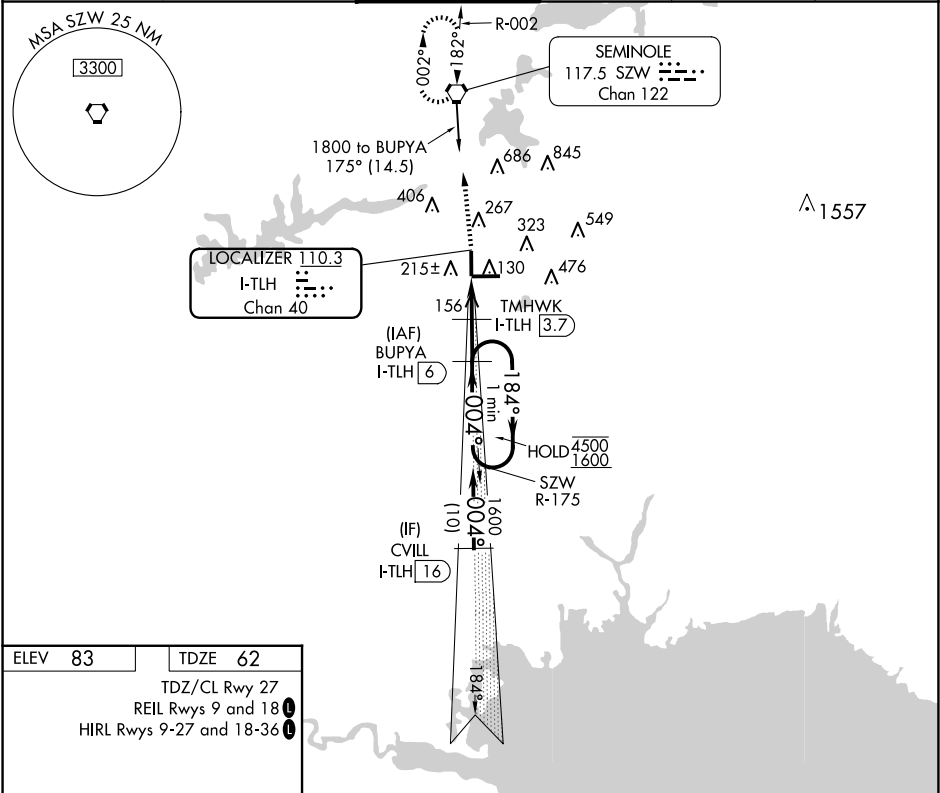 MSA SZW 25 NM
3300
R-002
002°
182°
SEMINOLE
117.5 SZW
Chan 122
1800 to BUPYA
175° (14.5)
686
845
406
267
323
549
1557
LOCALIZER 110.3
I-TLH
Chan 40
215±
130
476
156
TMHWK
I-TLH 3.7
(IAF)
BUPYA
I-TLH 6
184°
1 min
004°
HOLD 4500
1600
SZW
R-175
1600
004°
(10)
(IF)
CVILL
I-TLH 16
184°
ELEV 83
TDZE 62
TDZ/CL Rwy 27
REIL Rwys 9 and 18 L
HIRL Rwys 9-27 and 18-36 L